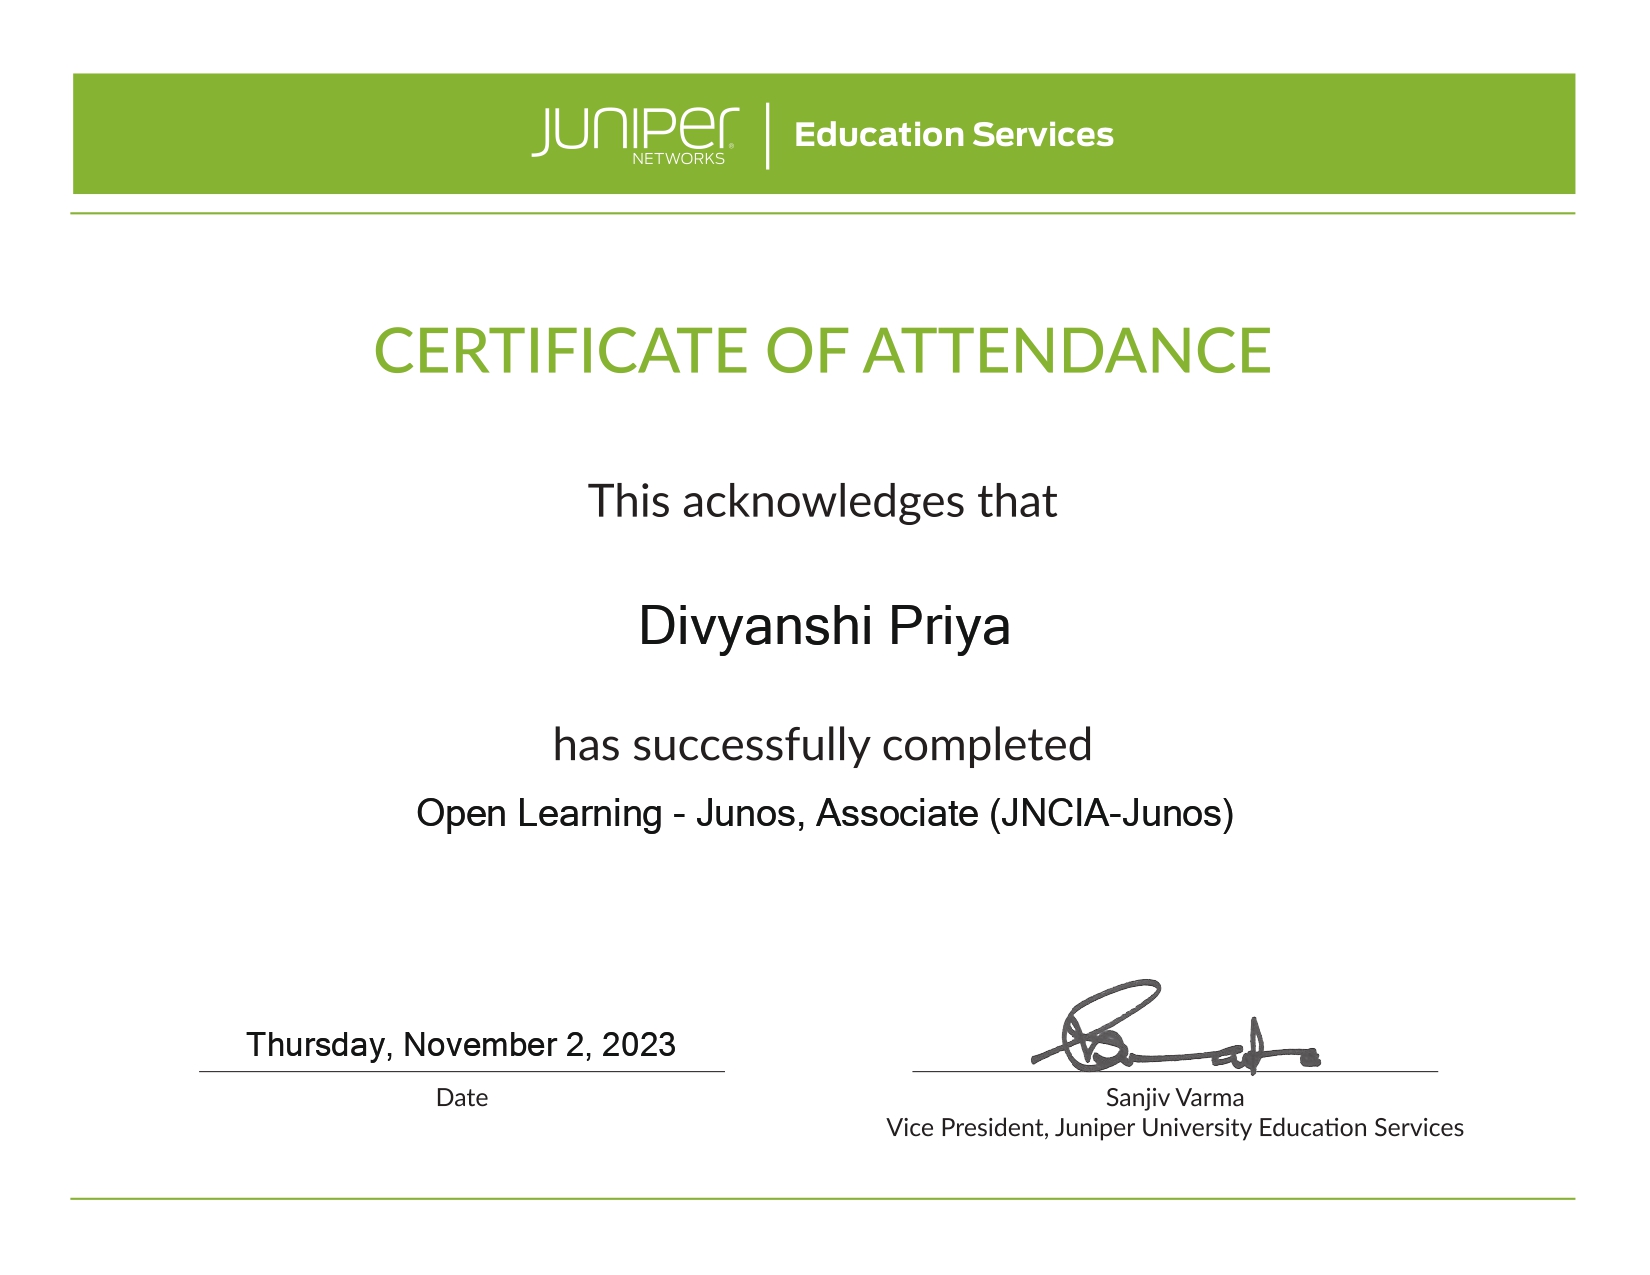 Juniper NETWORKS® | Education Services
CERTIFICATE OF ATTENDANCE
This acknowledges that
Divyanshi Priya
has successfully completed
Open Learning - Junos, Associate (JNCIA-Junos)
Thursday, November 2, 2023
Date
Sanjiv Varma
Vice President, Juniper University Education Services